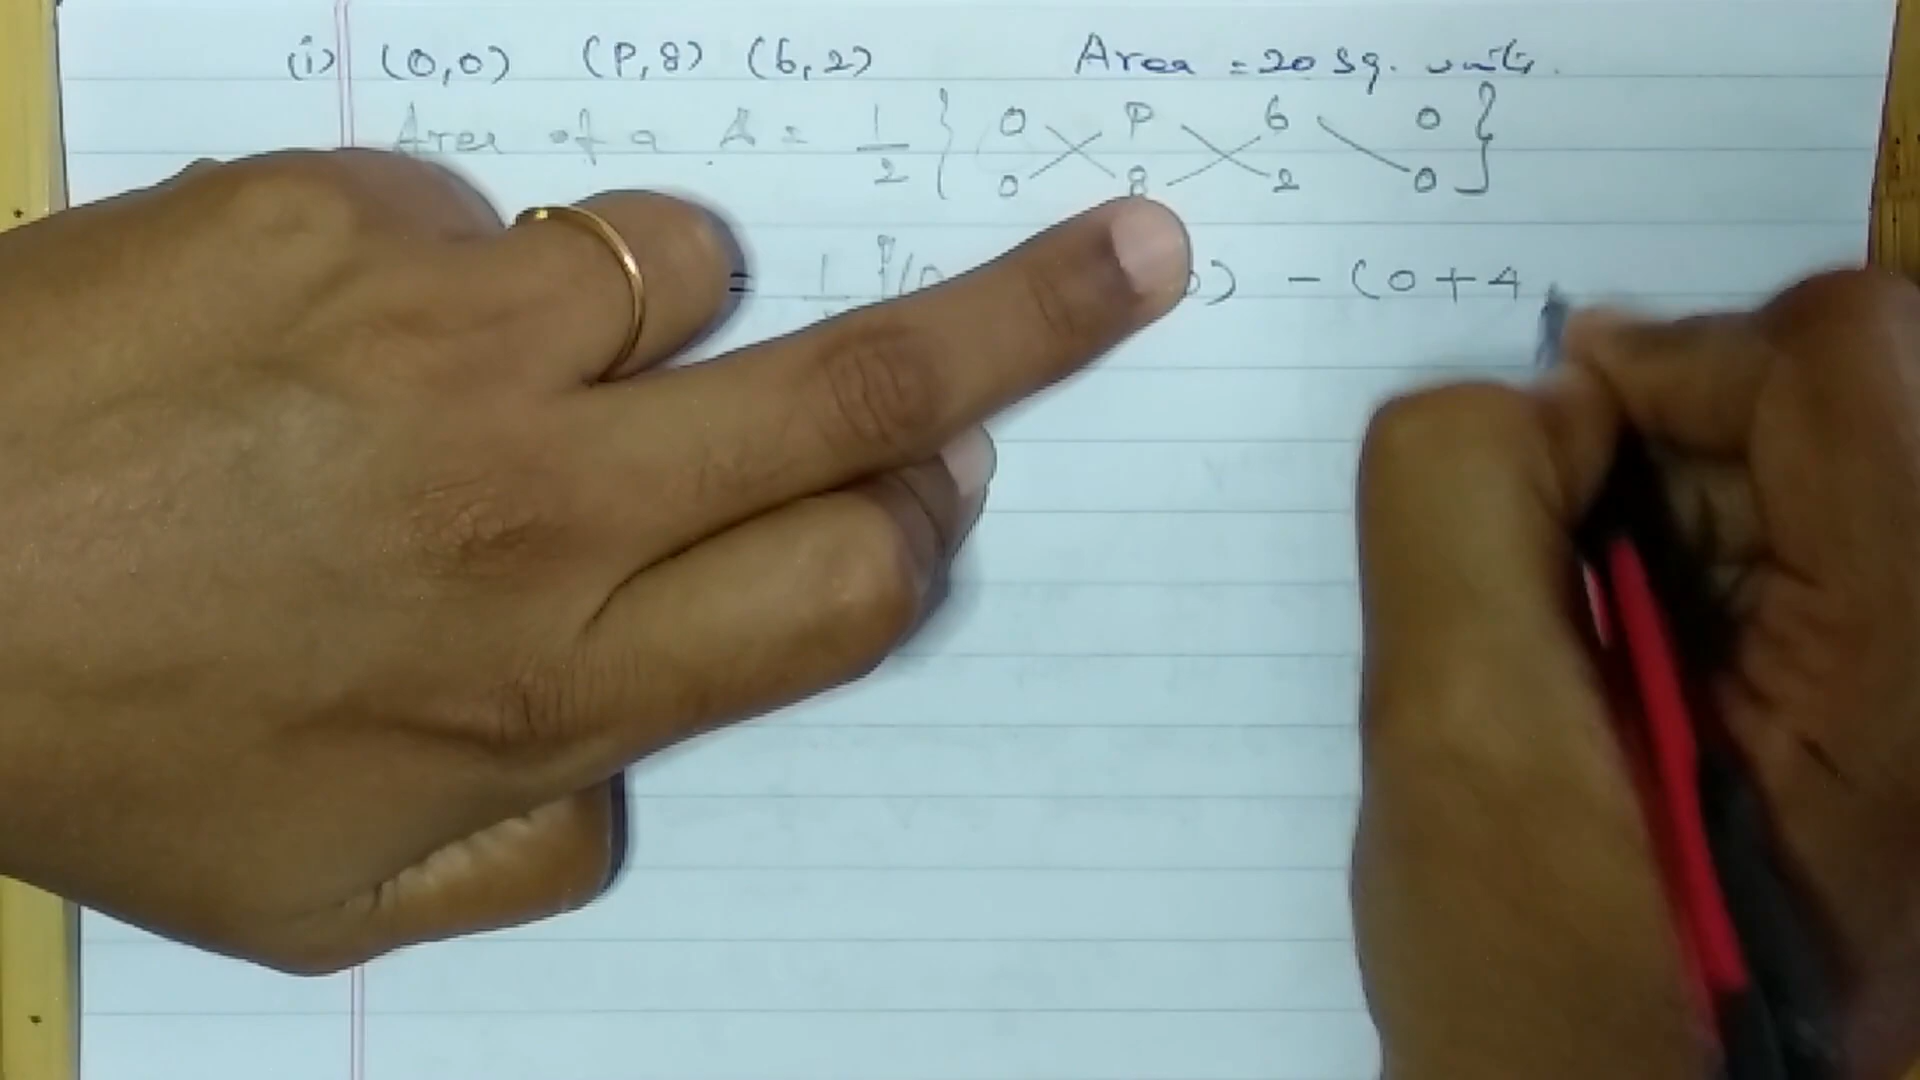 (i) (0,0) (P,8) (6,2) Area = 20 sq. units.
Area of a Δ = 1/2 { 0 P 6 0 }
0 8 2 0
= 1 {(0 0) - (0+4